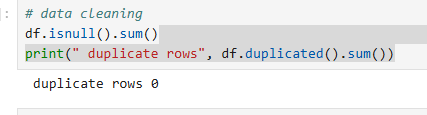 ]:
# data cleaning
df.isnull().sum()
print(" duplicate rows", df.duplicated().sum())
duplicate rows 0